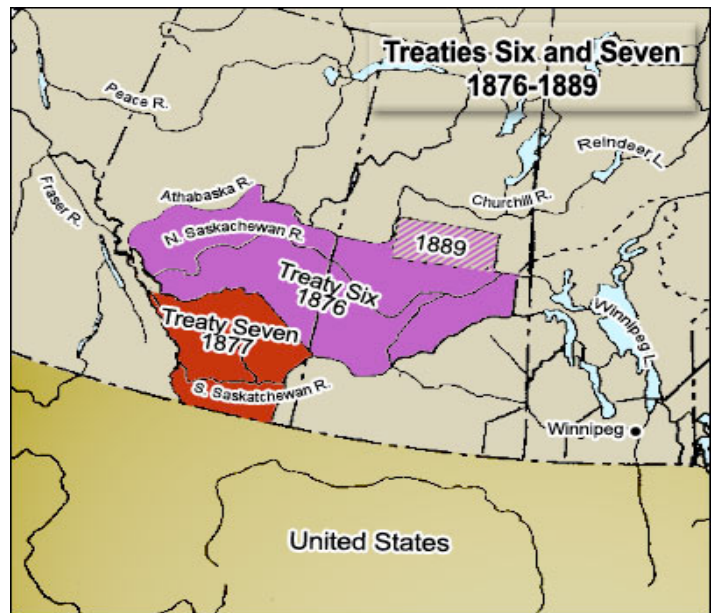 Treaties Six and Seven
1876-1889
Peace R.
Reindeer L.
Fraser R.
Athabaska R.
Churchill R.
N. Saskachewan R.
1889
Treaty Six
1876
Winnipeg L.
Treaty Seven
1877
S. Saskatchewan R.
Winnipeg
United States